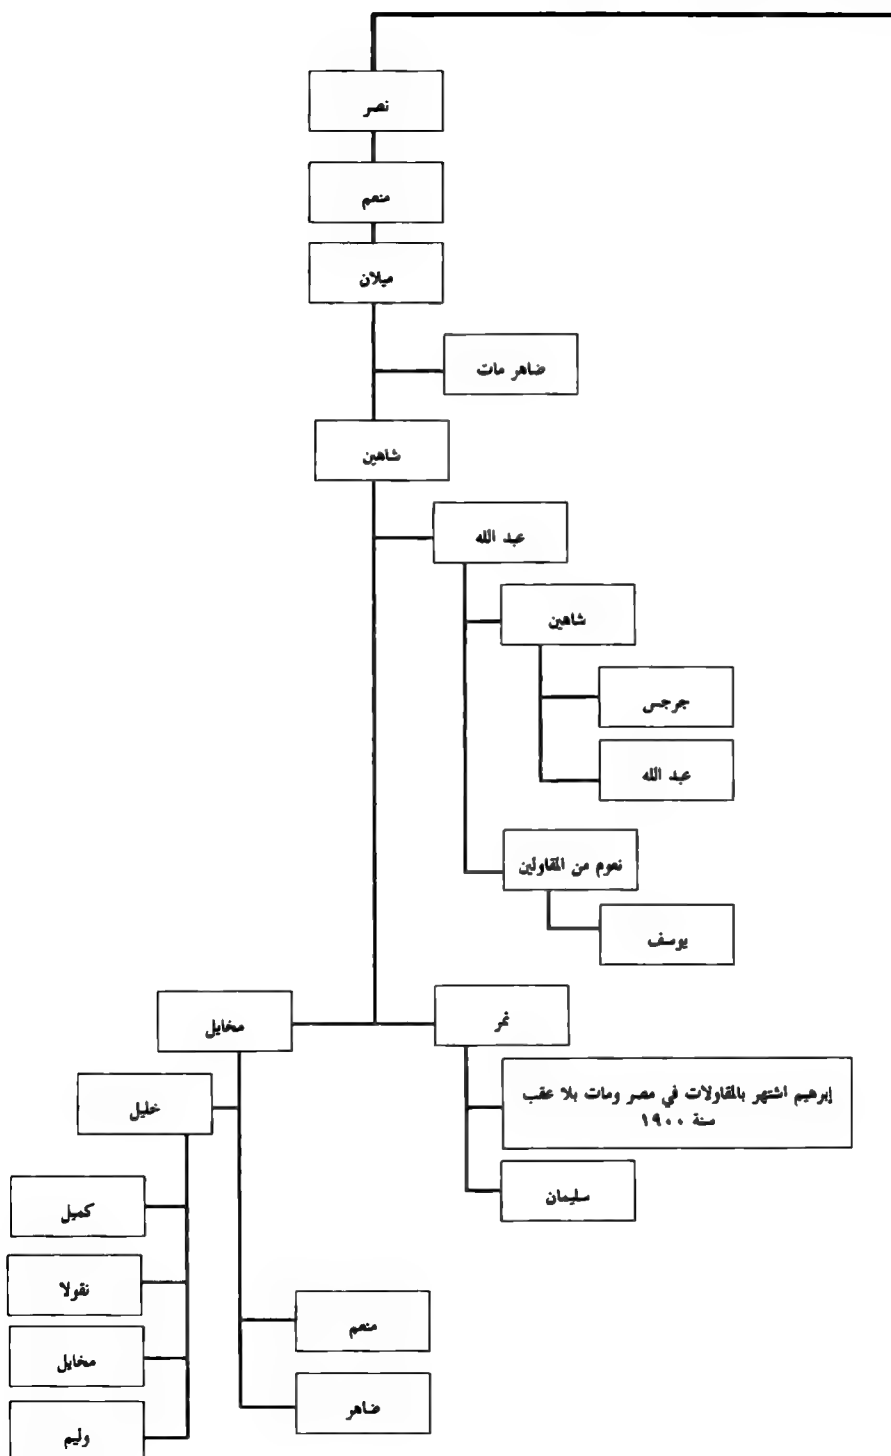 نصر
منعم
ميلان
ضاهر مات
شاهين
عبد الله
شاهين
جرجس
عبد الله
نعوم من المقاولين
يوسف
نمر
إبرهيم اشتهر بالمقاولات في مصر ومات بلا عقب
سنة ١٩٠٠
سليمان
مخايل
خليل
كميل
نقولا
مخايل
وليم
منعم
ضاهر